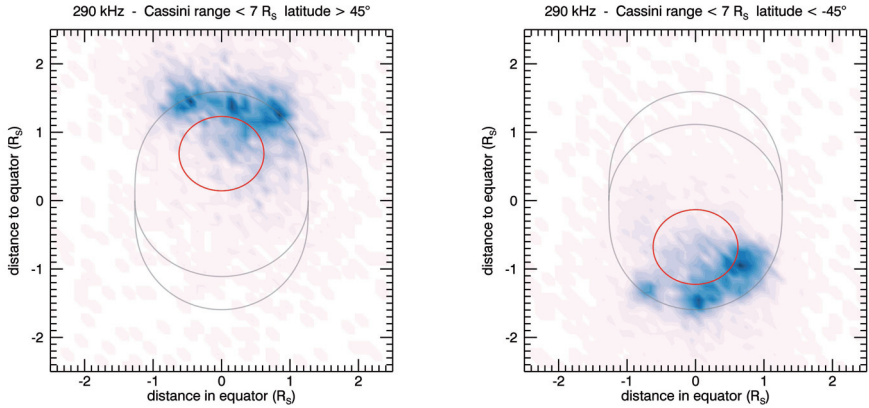 290 kHz - Cassini range < 7 R_S latitude > 45°
distance to equator (R_S)
2
1
0
-1
-2
-2 -1 0 1 2
distance in equator (R_S)
290 kHz - Cassini range < 7 R_S latitude < -45°
distance to equator (R_S)
2
1
0
-1
-2
-2 -1 0 1 2
distance in equator (R_S)